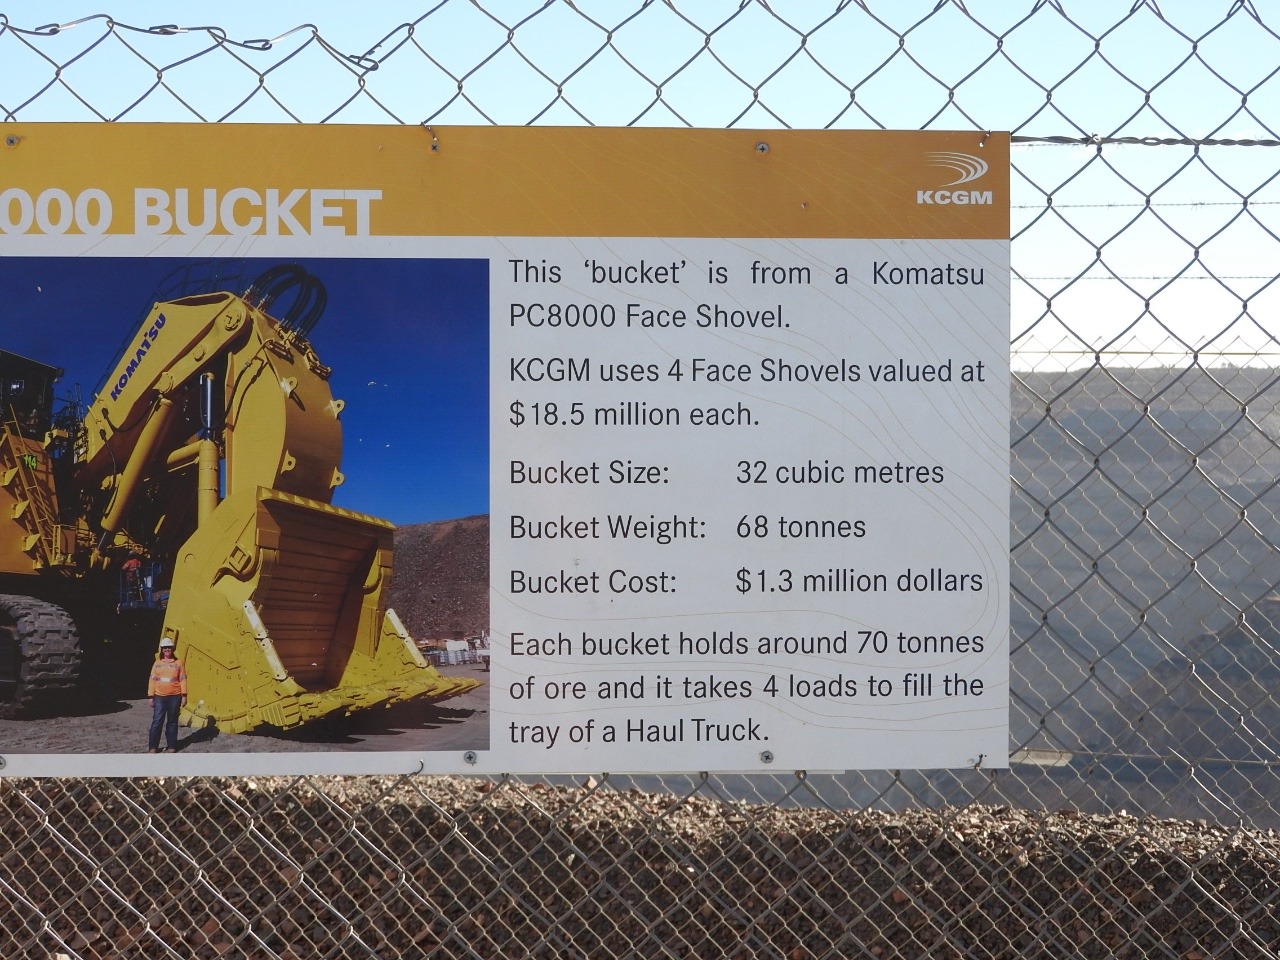 000 BUCKET
KCGM
KOMATSU
This ‘bucket’ is from a Komatsu
PC8000 Face Shovel.
KCGM uses 4 Face Shovels valued at
$18.5 million each.
Bucket Size: 32 cubic metres
Bucket Weight: 68 tonnes
Bucket Cost: $1.3 million dollars
Each bucket holds around 70 tonnes
of ore and it takes 4 loads to fill the
tray of a Haul Truck.